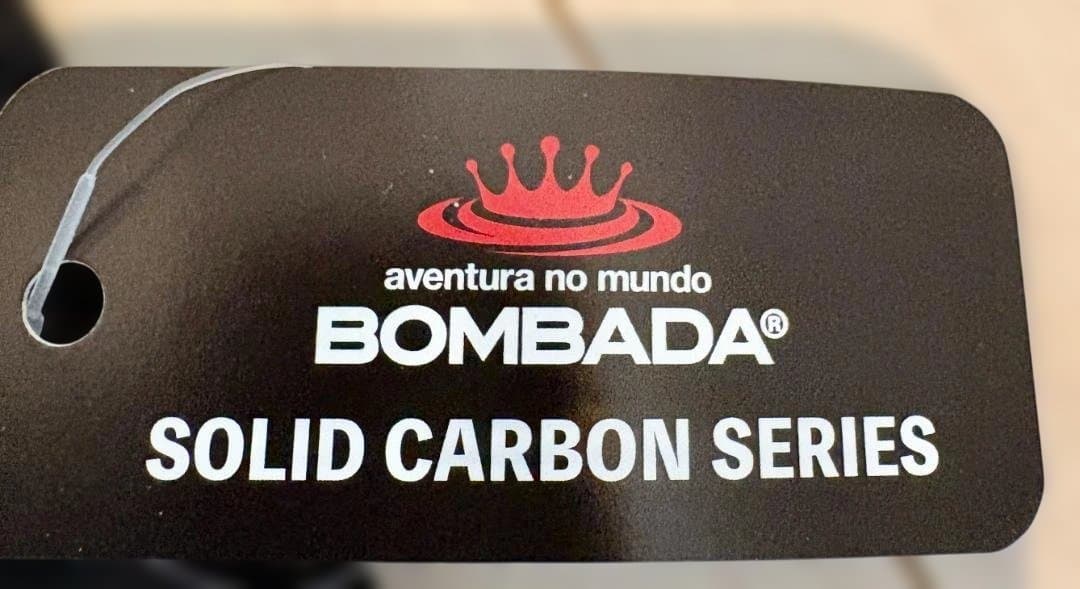 aventura no mundo
BOMBADA®
SOLID CARBON SERIES